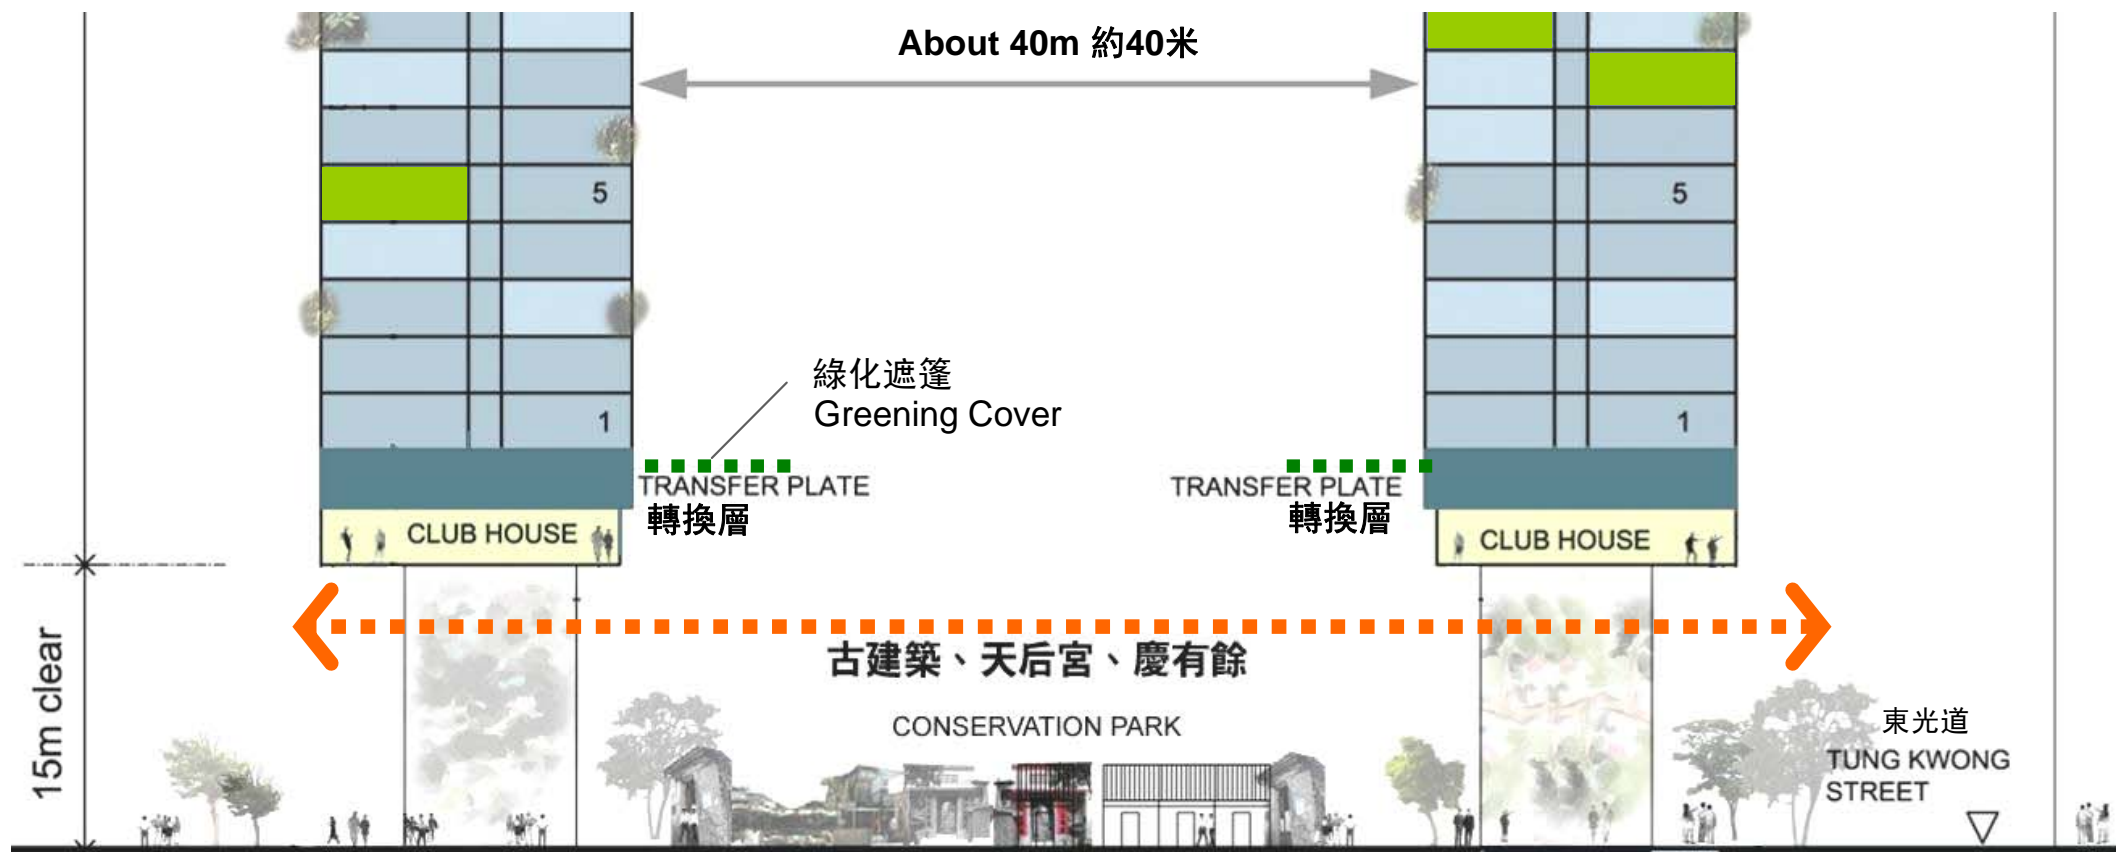 About 40m 約40米
5
5
綠化遮篷
Greening Cover
1
1
TRANSFER PLATE
轉換層
TRANSFER PLATE
轉換層
CLUB HOUSE
CLUB HOUSE
15m clear
古建築、天后宮、慶有餘
CONSERVATION PARK
東光道
TUNG KWONG
STREET